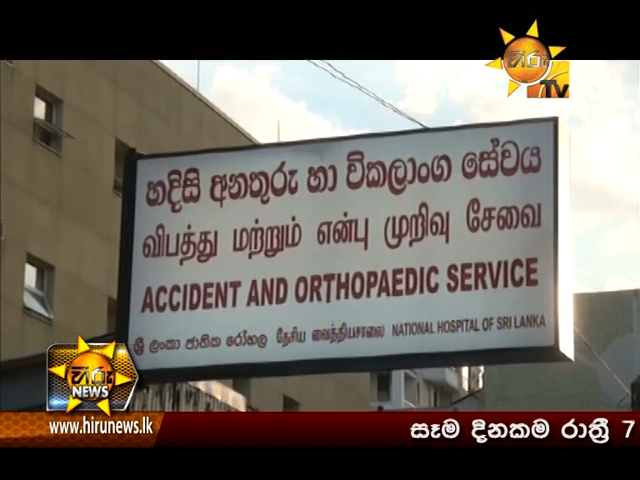 හිරු
TV
හදිසි අනතුරු හා විකලාංග සේවය
விபத்து மற்றும் என்பு முறிவு சேவை
ACCIDENT AND ORTHOPAEDIC SERVICE
ශ්‍රී ලංකා ජාතික රෝහල தேசிய வைத்தியசாலை NATIONAL HOSPITAL OF SRI LANKA
හිරු
NEWS
www.hirunews.lk
සෑම දිනකම රාත්‍රී 7